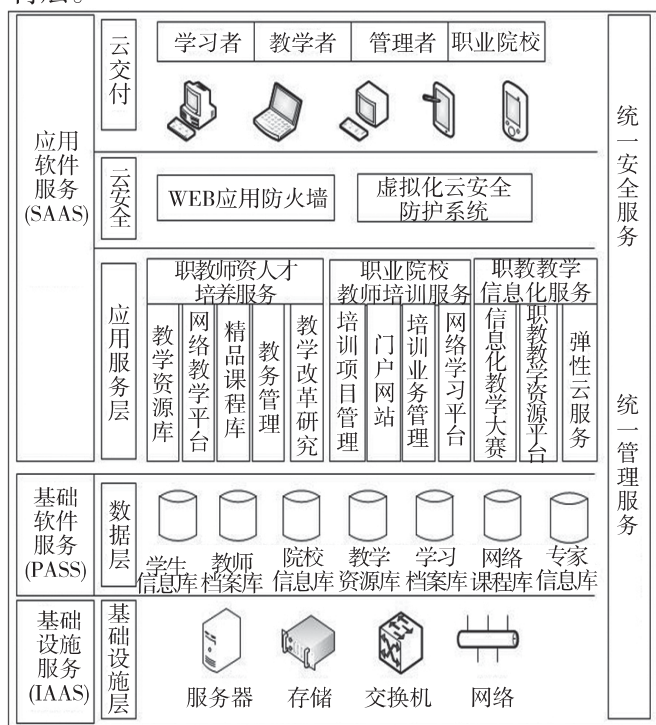 学习者 教学者 管理者 职业院校
云交付
应用
软件
服务
(SAAS)
云安全
WEB应用防火墙
虚拟化云安全
防护系统
应用服务层
职教师资人才
培养服务
职业院校
教师培训服务
职教教学
信息化服务
教学资源库
网络教学平台
精品课程库
教务管理
教学改革研究
培训项目管理
门户网站
培训业务管理
网络学习平台
信息化教学大赛
职教教学资源平台
弹性云服务
基础
软件
服务
(PASS)
数据层
学生
信息库
教师
档案库
院校
信息库
教学
资源库
学习
档案库
网络
课程库
专家
信息库
基础
设施
服务
(IAAS)
基础设施层
服务器 存储 交换机 网络
统一安全服务
统一管理服务